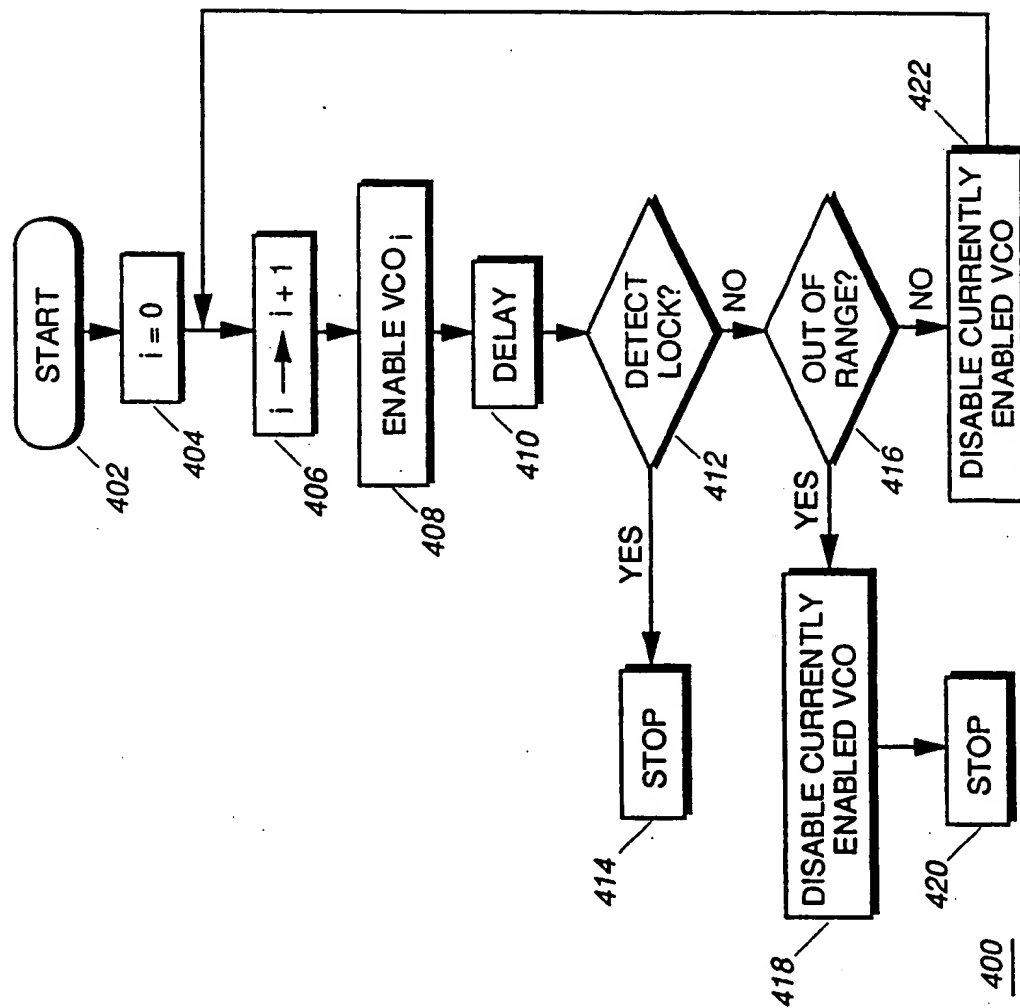 START
402
i = 0
404
i → i + 1
406
ENABLE VCO i
408
DELAY
410
DETECT
LOCK?
412
YES
NO
STOP
414
OUT OF
RANGE?
416
YES
NO
DISABLE CURRENTLY
ENABLED VCO
418
STOP
420
DISABLE CURRENTLY
ENABLED VCO
422
400